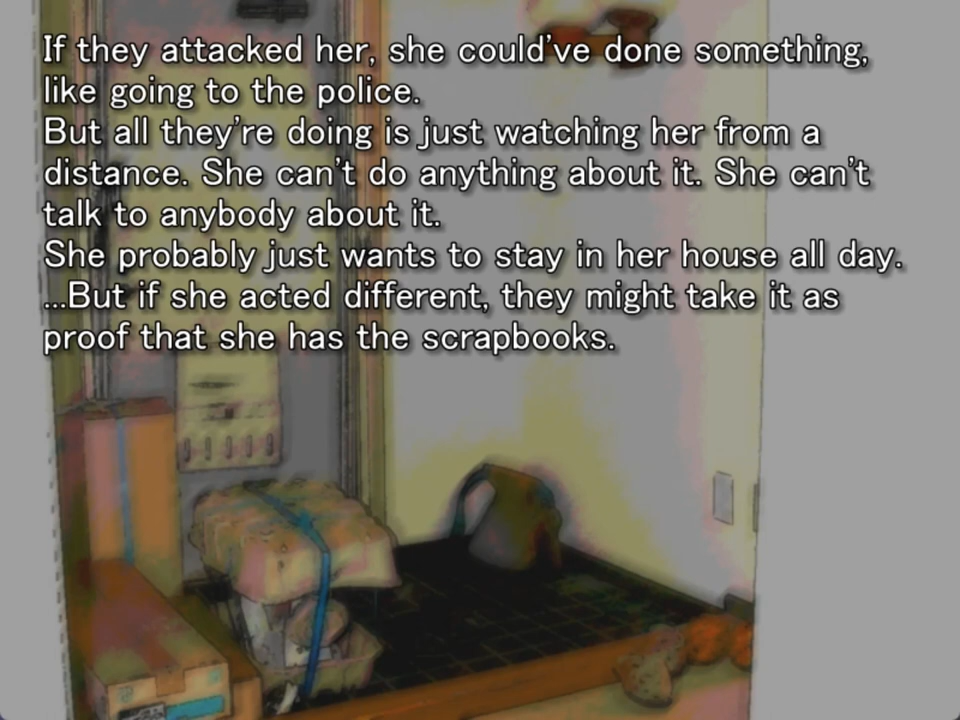 If they attacked her, she could've done something,
like going to the police.
But all they're doing is just watching her from a
distance. She can't do anything about it. She can't
talk to anybody about it.
She probably just wants to stay in her house all day.
...But if she acted different, they might take it as
proof that she has the scrapbooks.